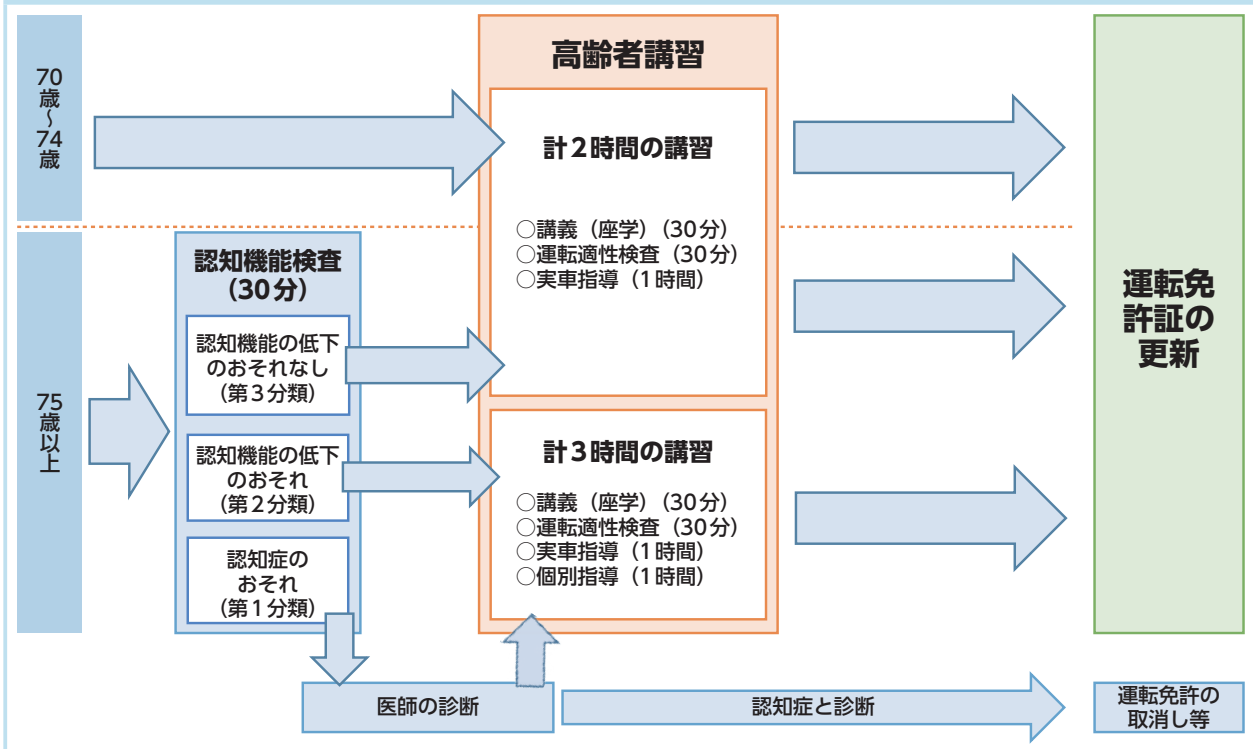 70歳～74歳
高齢者講習
計2時間の講習
○講義（座学）（30分）
○運転適性検査（30分）
○実車指導（1時間）
75歳以上
認知機能検査
（30分）
認知機能の低下
のおそれなし
（第3分類）
認知機能の低下
のおそれ
（第2分類）
認知症の
おそれ
（第1分類）
計3時間の講習
○講義（座学）（30分）
○運転適性検査（30分）
○実車指導（1時間）
○個別指導（1時間）
運転免
許証の
更新
医師の診断
認知症と診断
運転免許の
取消し等